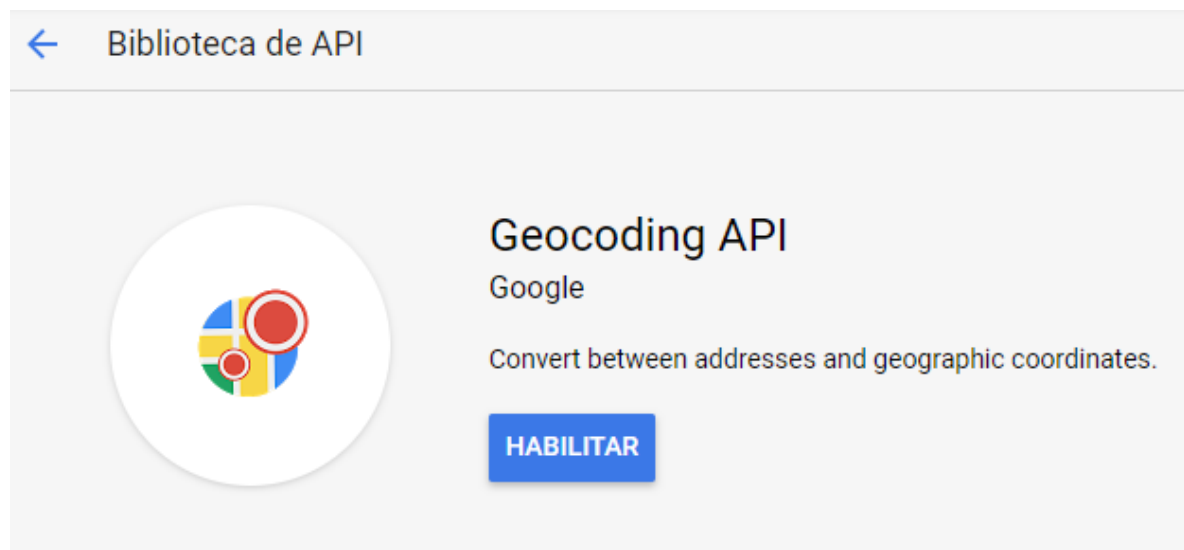 Biblioteca de API
Geocoding API
Google
Convert between addresses and geographic coordinates.
HABILITAR